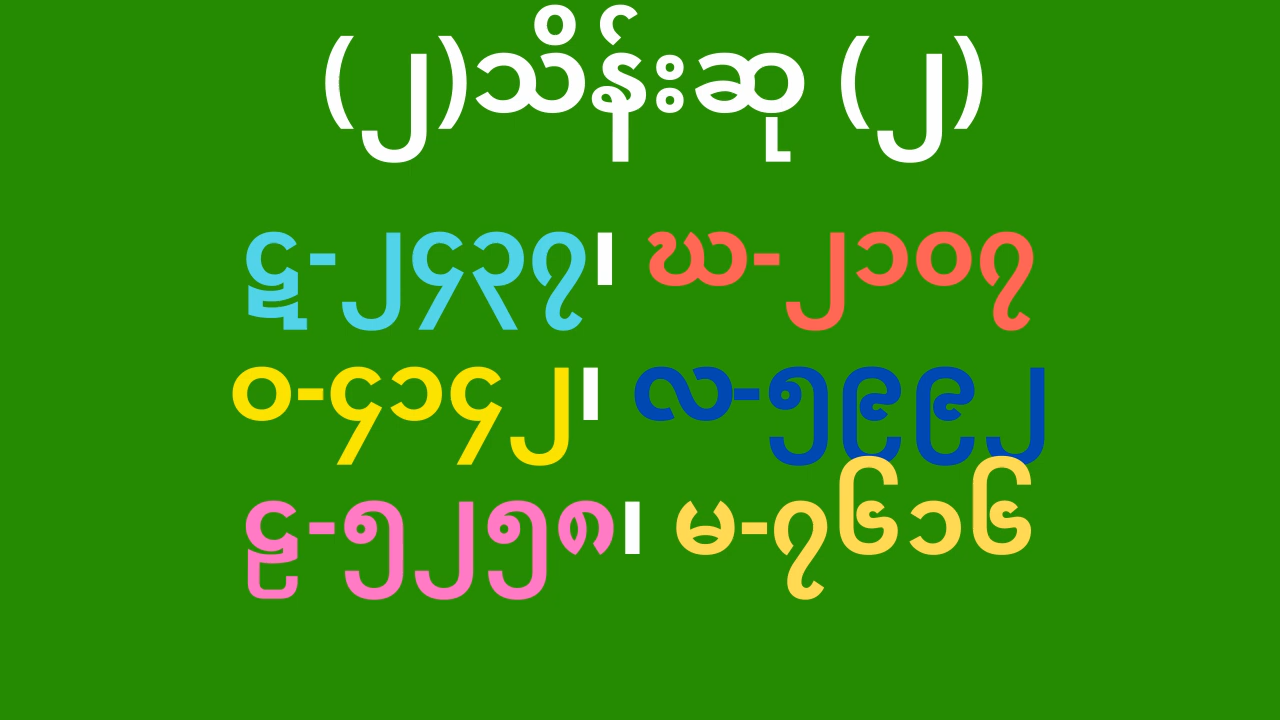 (၂)သိန်းဆု (၂)
ဋ-၂၄၃၇၊ ဃ-၂၁၀၇
ဝ-၄၁၄၂၊ လ-၅၉၉၂
ဠ-၅၂၅၈၊ မ-၇၆၁၆